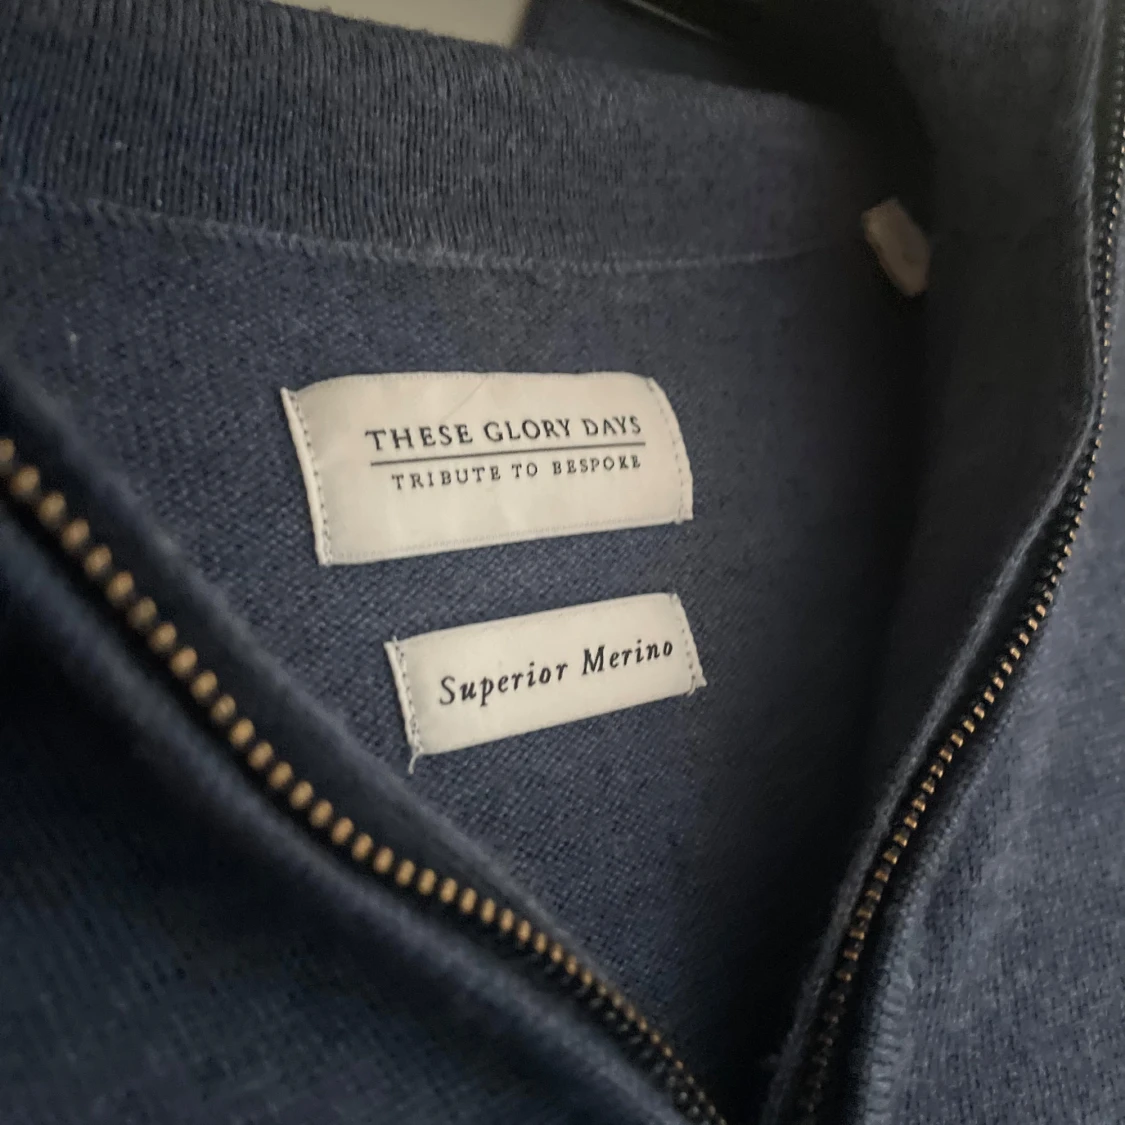 THESE GLORY DAYS
TRIBUTE TO BESPOKE
Superior Merino